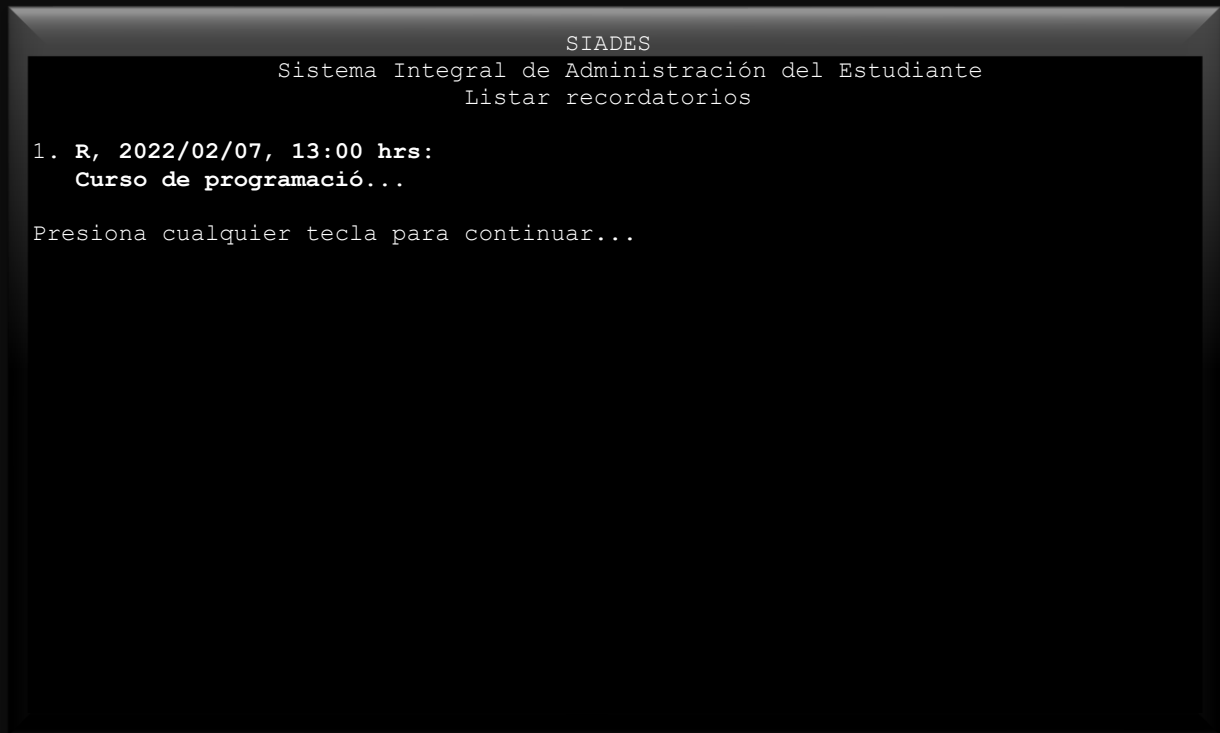 SIADES
Sistema Integral de Administración del Estudiante
Listar recordatorios
1. R, 2022/02/07, 13:00 hrs:
Curso de programació...
Presiona cualquier tecla para continuar...